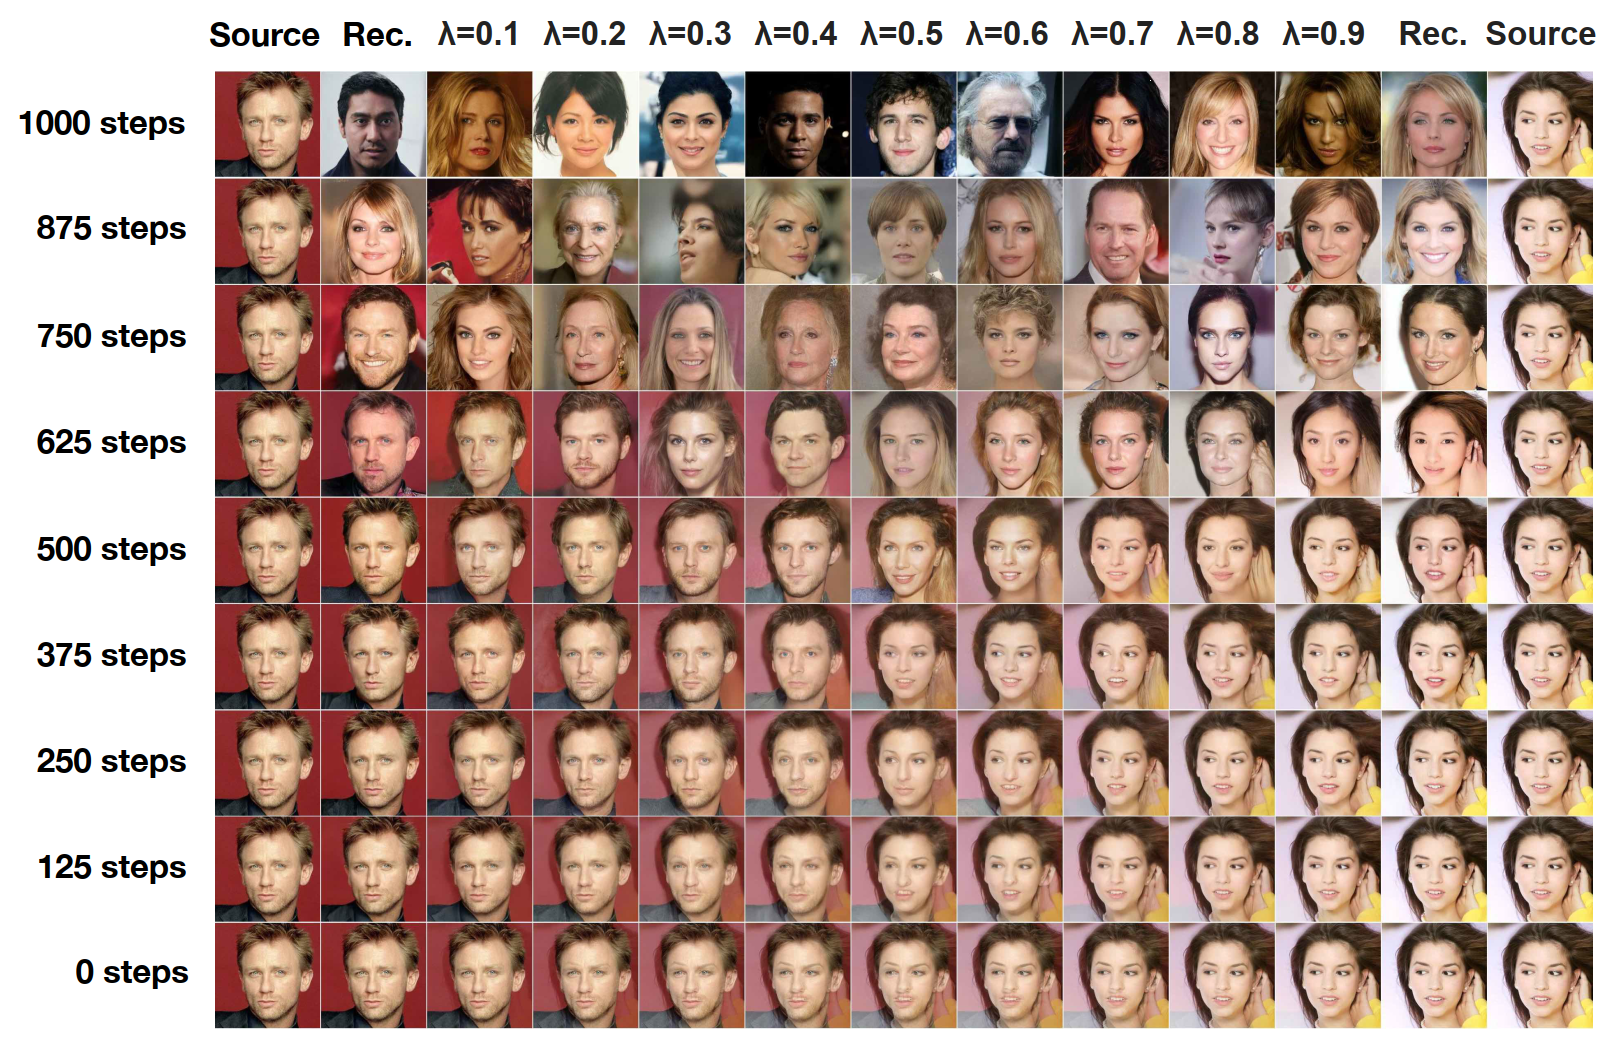 Source Rec. λ=0.1 λ=0.2 λ=0.3 λ=0.4 λ=0.5 λ=0.6 λ=0.7 λ=0.8 λ=0.9 Rec. Source
1000 steps
875 steps
750 steps
625 steps
500 steps
375 steps
250 steps
125 steps
0 steps